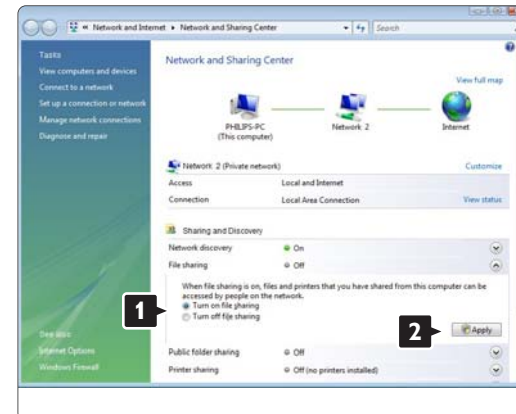 « Network and Internet ▸ Network and Sharing Center
Search
Tasks
View computers and devices
Connect to a network
Set up a connection or network
Manage network connections
Diagnose and repair
See also
Internet Options
Windows Firewall
Network and Sharing Center
View full map
PHILIPS-PC
(This computer)
Network 2
Internet
Network 2 (Private network)
Customize
Access
Local and Internet
Connection
Local Area Connection
View status
Sharing and Discovery
Network discovery
On
File sharing
Off
When file sharing is on, files and printers that you have shared from this computer can be
accessed by people on the network.
1
Turn on file sharing
Turn off file sharing
2
Apply
Public folder sharing
Off
Printer sharing
Off (no printers installed)